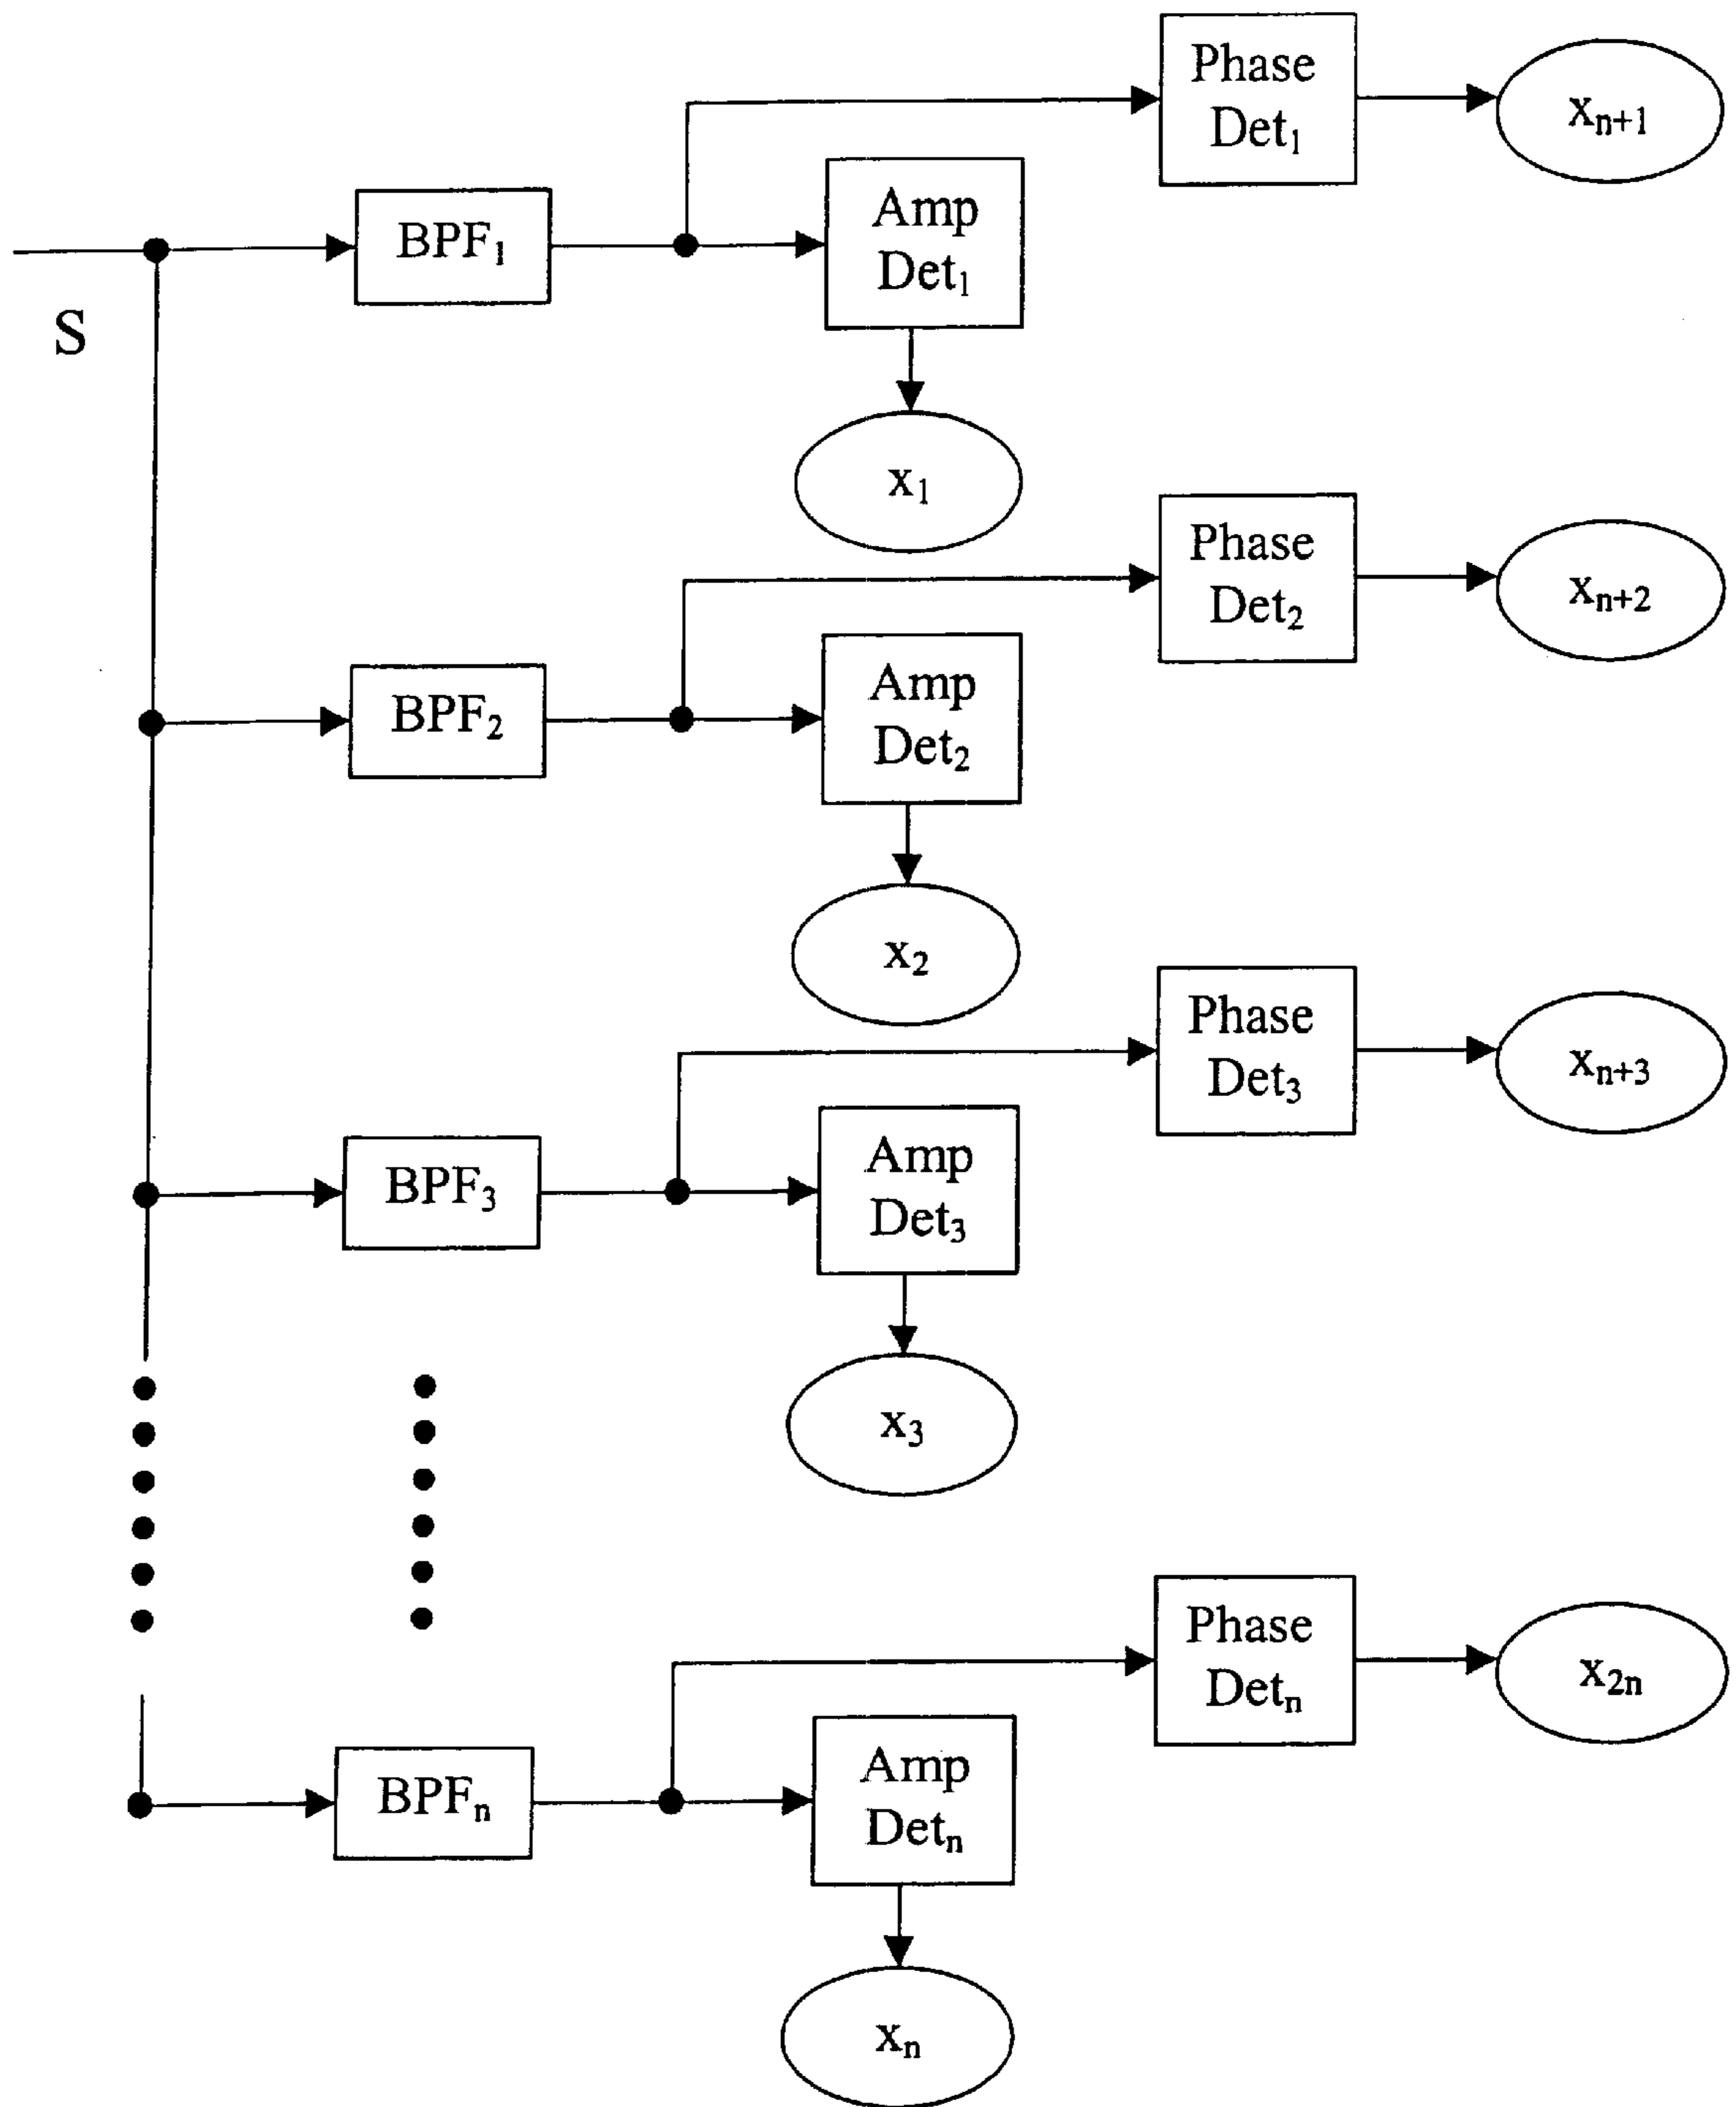 Phase
Det₁
xₙ₊₁
Amp
Det₁
BPF₁
S
x₁
Phase
Det₂
xₙ₊₂
Amp
Det₂
BPF₂
x₂
Phase
Det₃
xₙ₊₃
Amp
Det₃
BPF₃
x₃
Phase
Detₙ
x₂ₙ
Amp
Detₙ
BPFₙ
xₙ